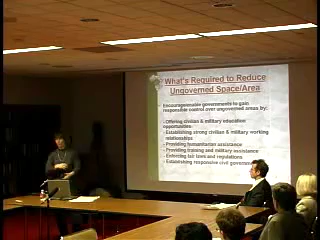 What's Required to Reduce
Ungoverned Space/Area
Encourage/enable governments to gain
responsible control over ungoverned areas by:
- Offering civilian & military education
opportunities
- Establishing strong civilian & military working
relationships
- Providing humanitarian assistance
- Providing training and military assistance
- Enforcing fair laws and regulations
- Establishing responsive civil government